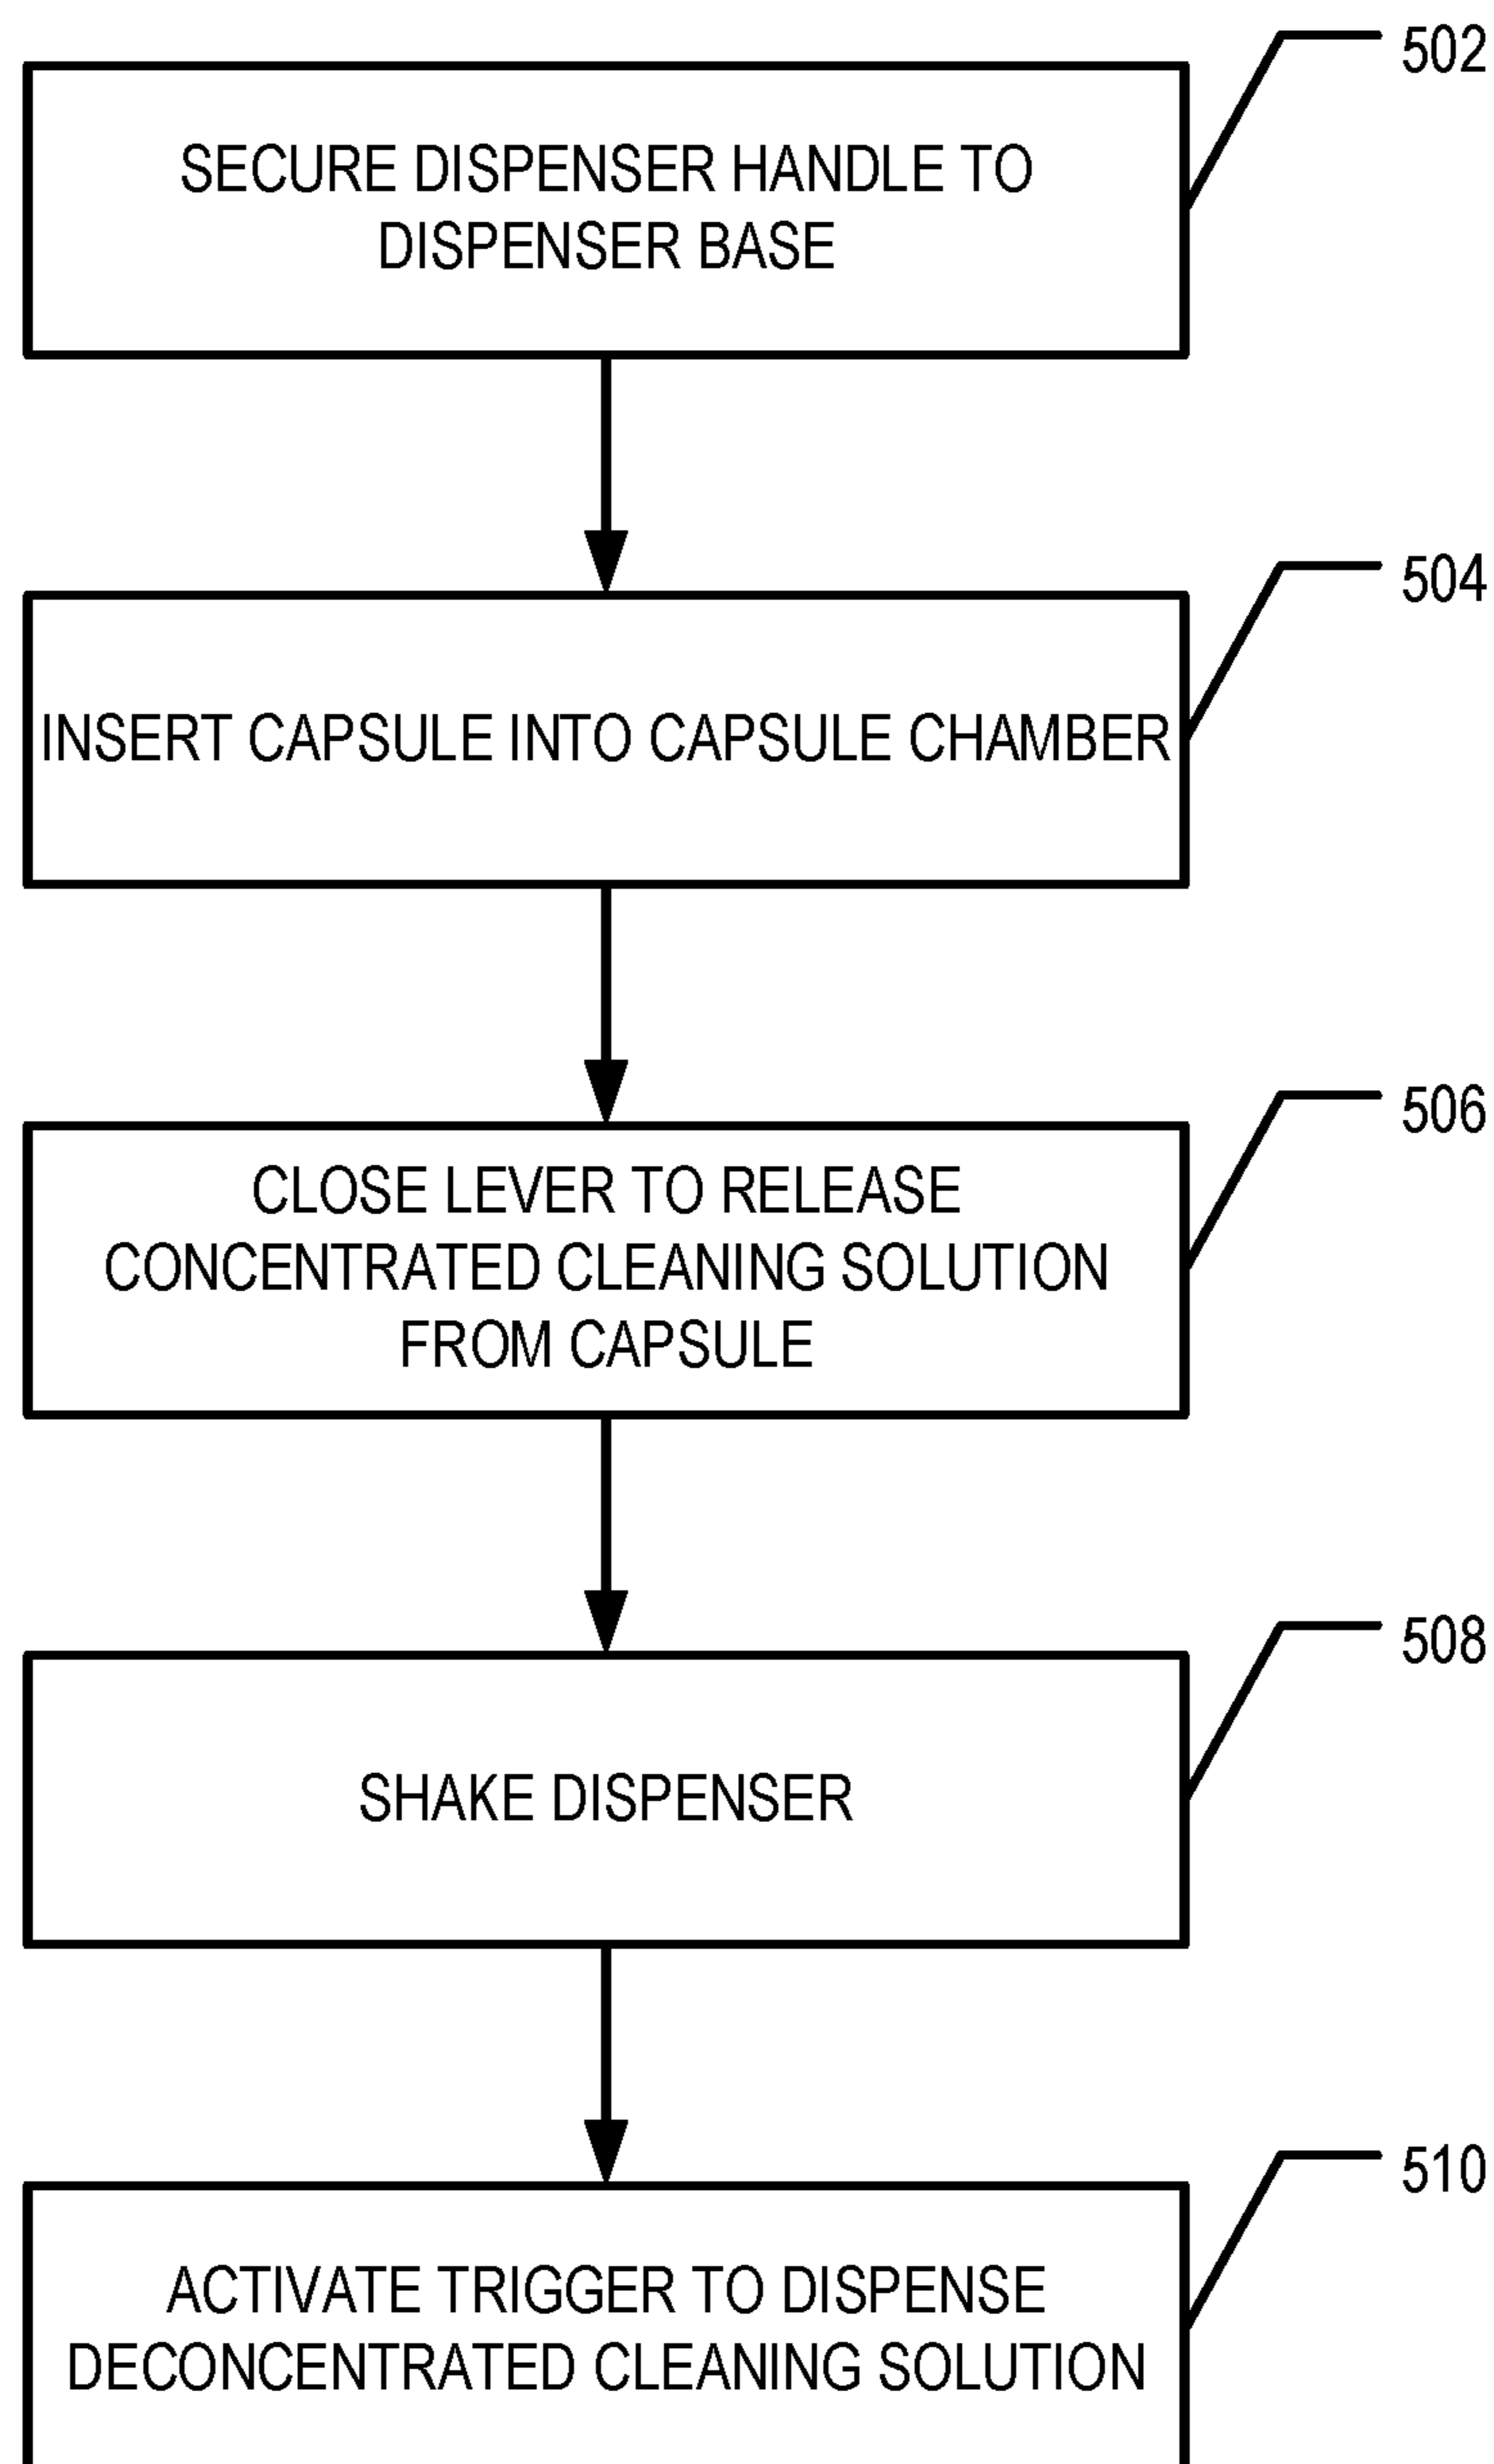 502
SECURE DISPENSER HANDLE TO
DISPENSER BASE
504
INSERT CAPSULE INTO CAPSULE CHAMBER
506
CLOSE LEVER TO RELEASE
CONCENTRATED CLEANING SOLUTION
FROM CAPSULE
508
SHAKE DISPENSER
510
ACTIVATE TRIGGER TO DISPENSE
DECONCENTRATED CLEANING SOLUTION